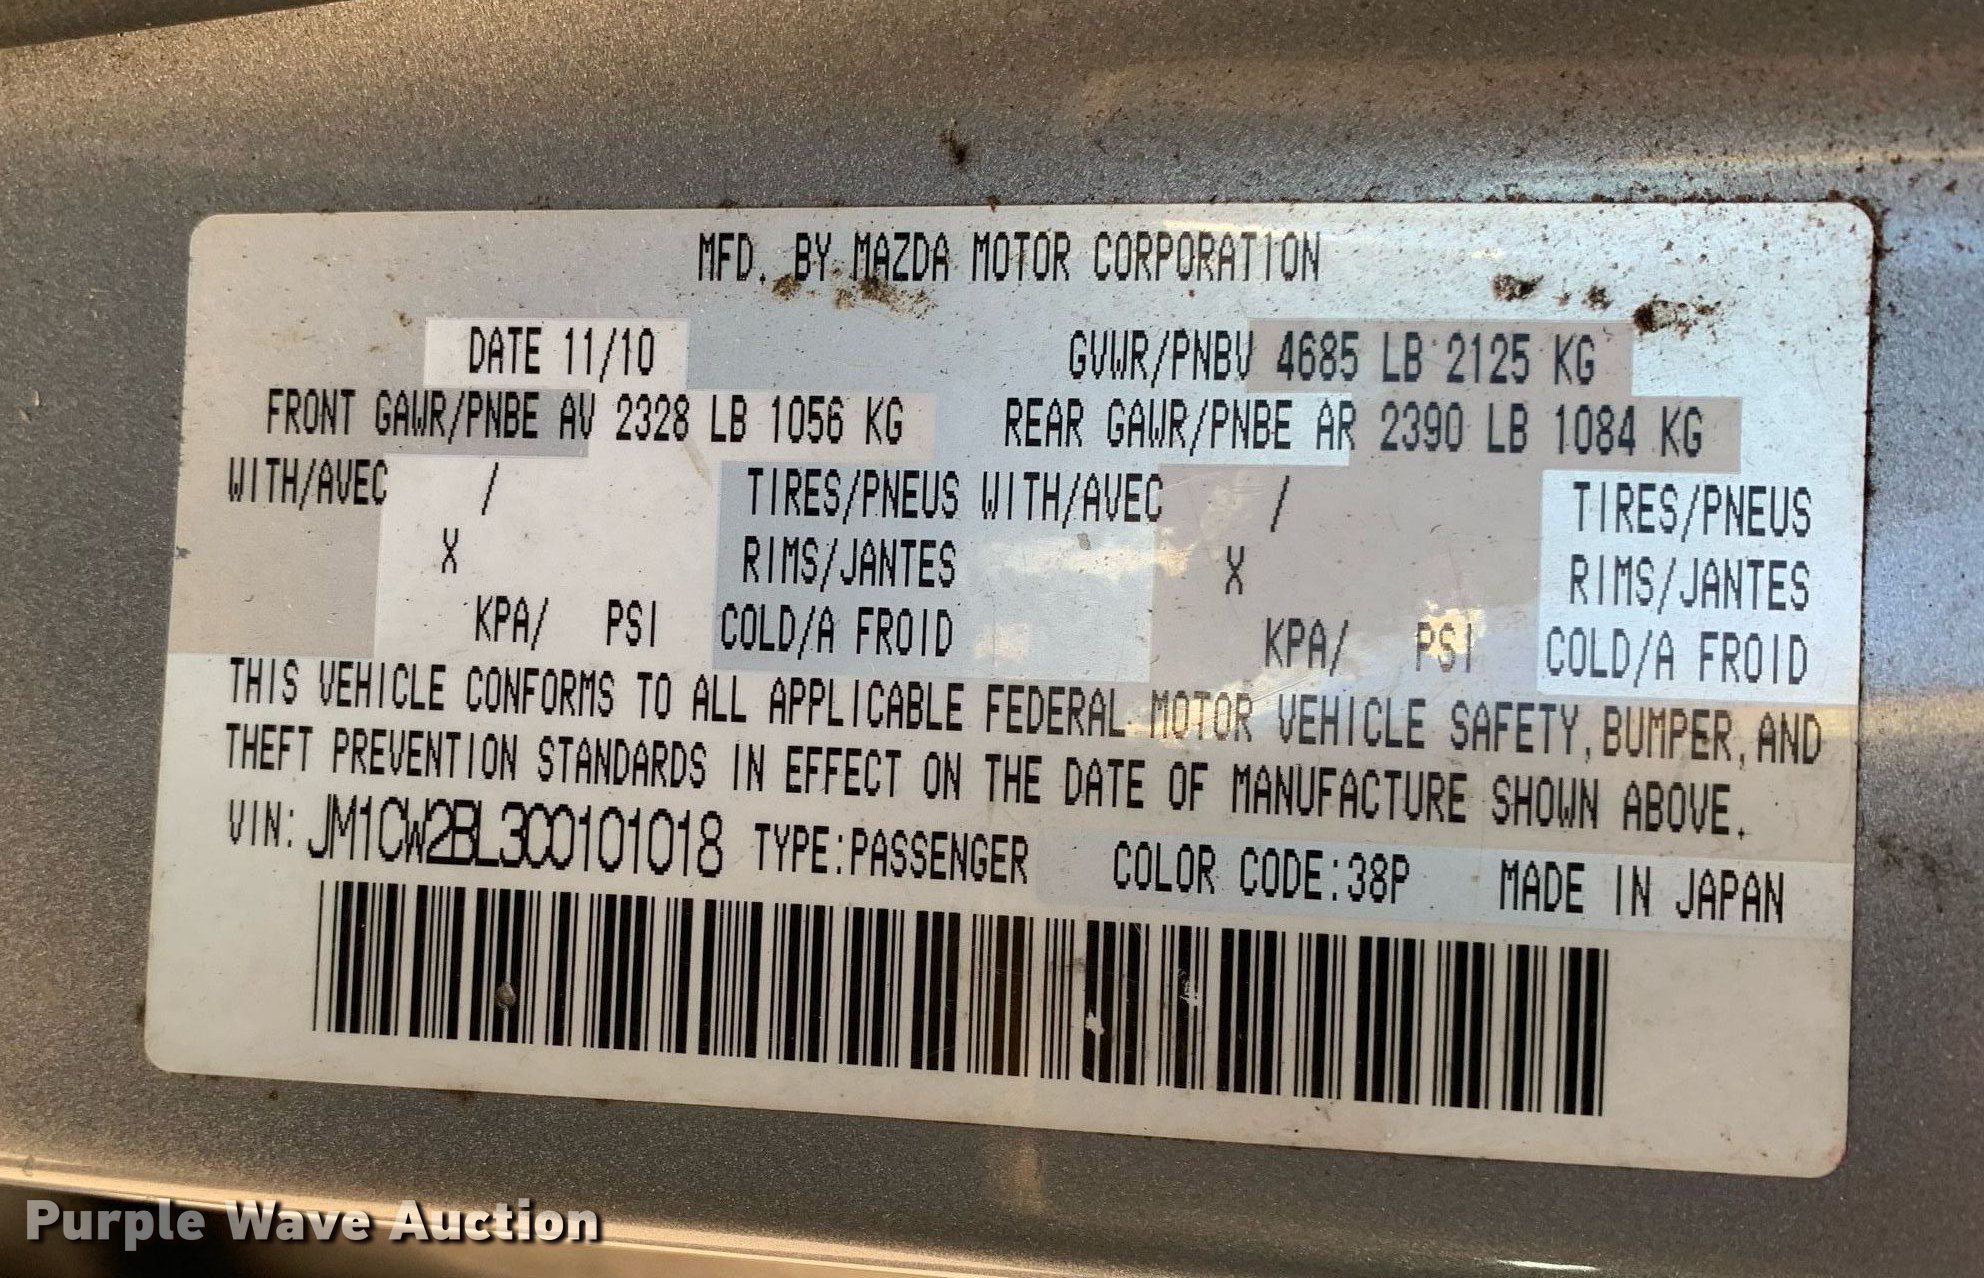 MFD. BY MAZDA MOTOR CORPORATION
DATE 11/10 GVWR/PNBV 4685 LB 2125 KG
FRONT GAWR/PNBE AV 2328 LB 1056 KG REAR GAWR/PNBE AR 2390 LB 1084 KG
WITH/AVEC / TIRES/PNEUS WITH/AVEC / TIRES/PNEUS
X RIMS/JANTES X RIMS/JANTES
KPA/ PSI COLD/A FROID KPA/ PSI COLD/A FROID
THIS VEHICLE CONFORMS TO ALL APPLICABLE FEDERAL MOTOR VEHICLE SAFETY, BUMPER, AND
THEFT PREVENTION STANDARDS IN EFFECT ON THE DATE OF MANUFACTURE SHOWN ABOVE.
VIN: JM1CW2BL3C0101018 TYPE:PASSENGER COLOR CODE:38P MADE IN JAPAN
Purple Wave Auction